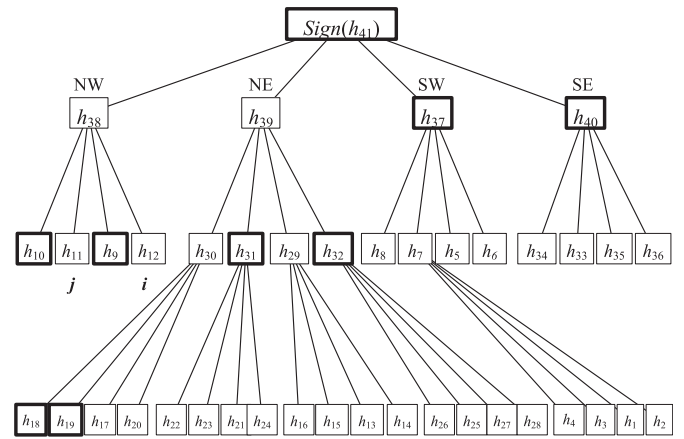 Sign(h41)
NW NE SW SE
h38 h39 h37 h40
h10 h11 h9 h12 h30 h31 h29 h32 h8 h7 h5 h6 h34 h33 h35 h36
j i
h18 h19 h17 h20 h22 h23 h21 h24 h16 h15 h13 h14 h26 h25 h27 h28 h4 h3 h1 h2